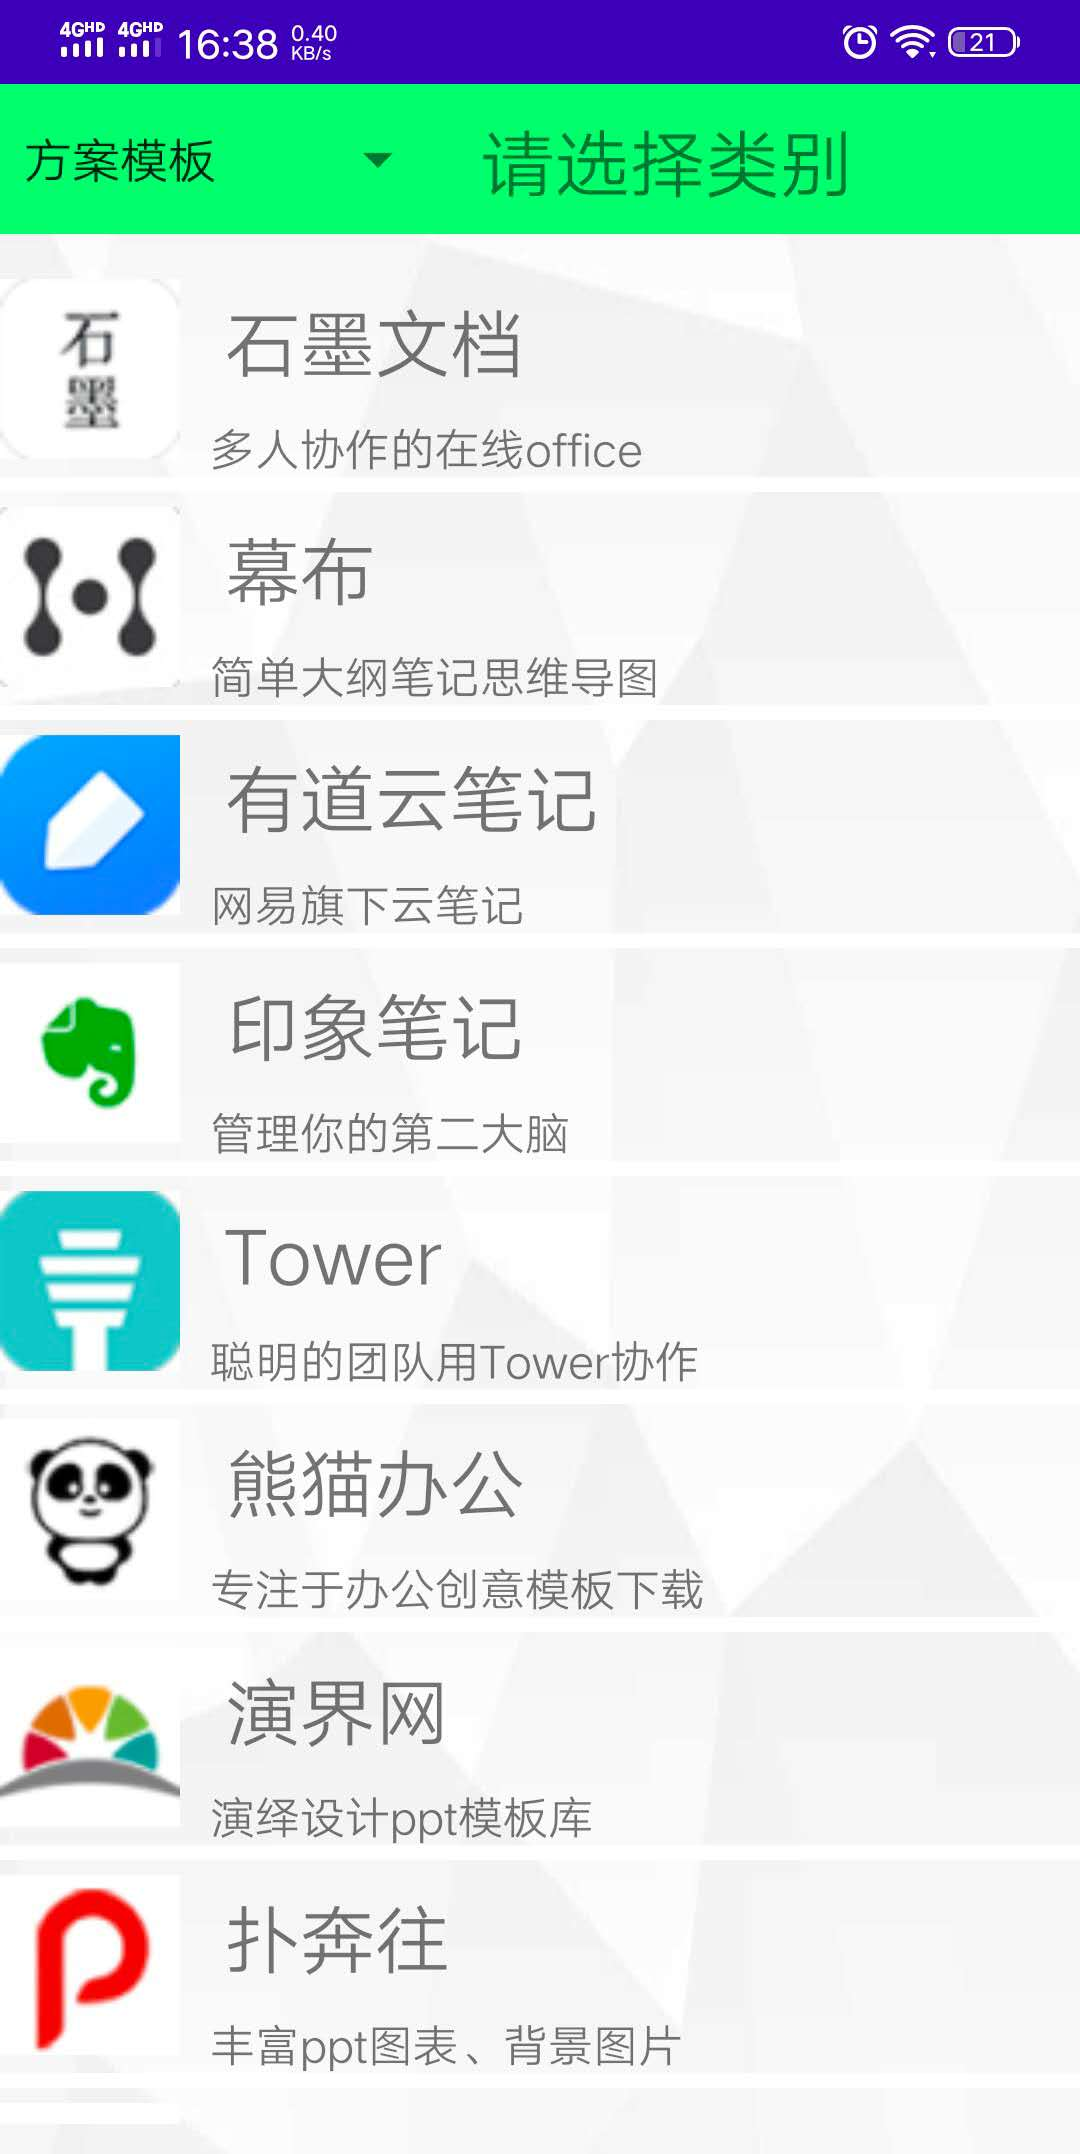 4GHD 4GHD 16:38 0.40 KB/s 21
方案模板 请选择类别
石墨
石墨文档
多人协作的在线office
幕布
简单大纲笔记思维导图
有道云笔记
网易旗下云笔记
印象笔记
管理你的第二大脑
Tower
聪明的团队用Tower协作
熊猫办公
专注于办公创意模板下载
演界网
演绎设计ppt模板库
扑奔往
丰富ppt图表、背景图片